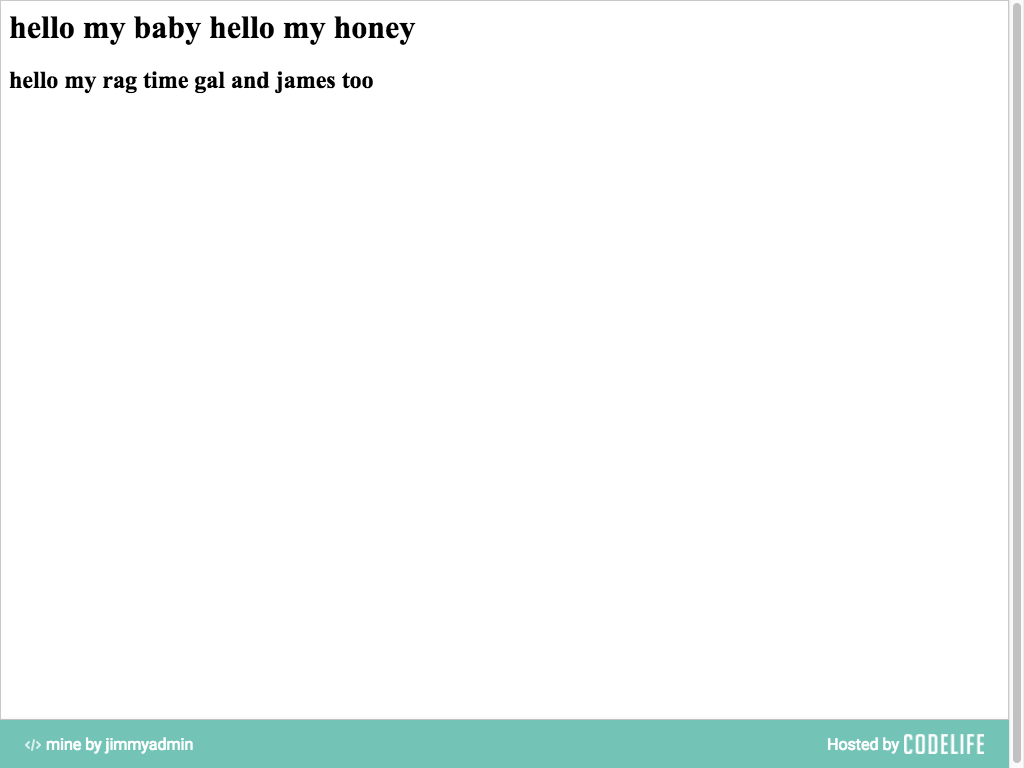 hello my baby hello my honey
hello my rag time gal and james too
</> mine by jimmyadmin
Hosted by CODELIFE